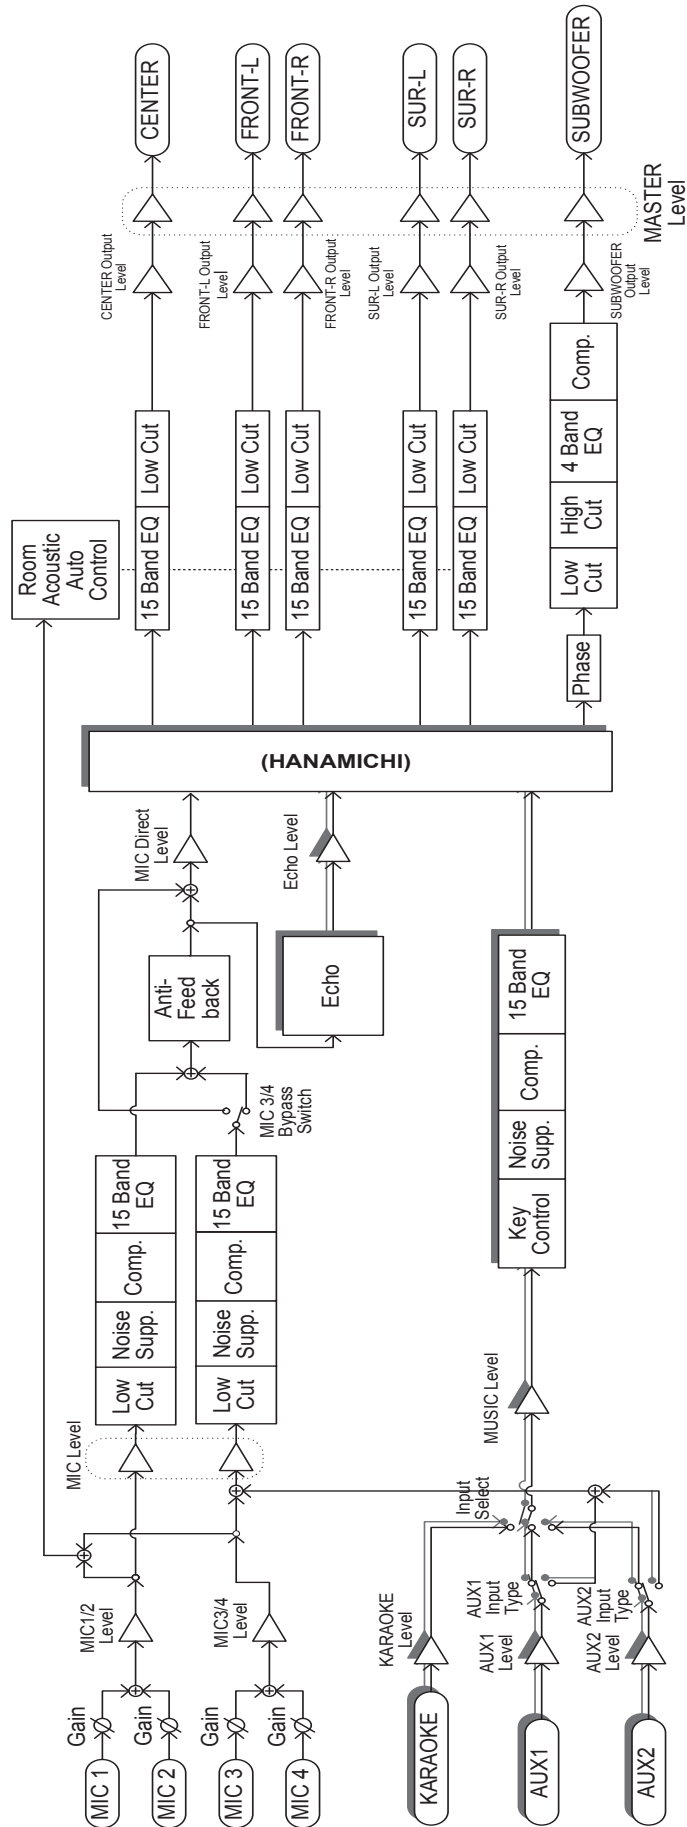 MIC 1
MIC 2
MIC 3
MIC 4
KARAOKE
AUX1
AUX2
Gain
Gain
Gain
Gain
MIC1/2
Level
MIC3/4
Level
KARAOKE
Level
AUX1
Level
AUX2
Level
AUX1
Input
Type
AUX2
Input
Type
Input
Select
MIC Level
MUSIC Level
Low
Cut
Noise
Supp.
Comp.
15 Band
EQ
Low
Cut
Noise
Supp.
Comp.
15 Band
EQ
MIC 3/4
Bypass
Switch
Key
Control
Noise
Supp.
Comp.
15 Band
EQ
Anti-
Feed
back
Echo
MIC Direct
Level
Echo Level
(HANAMICHI)
Room
Acoustic
Auto
Control
15 Band EQ
Low Cut
15 Band EQ
Low Cut
15 Band EQ
Low Cut
15 Band EQ
Low Cut
15 Band EQ
Low Cut
Phase
Low
Cut
High
Cut
4 Band
EQ
Comp.
CENTER Output
Level
FRONT-L Output
Level
FRONT-R Output
Level
SUR-L Output
Level
SUR-R Output
Level
SUBWOOFER
Output
Level
MASTER
Level
CENTER
FRONT-L
FRONT-R
SUR-L
SUR-R
SUBWOOFER